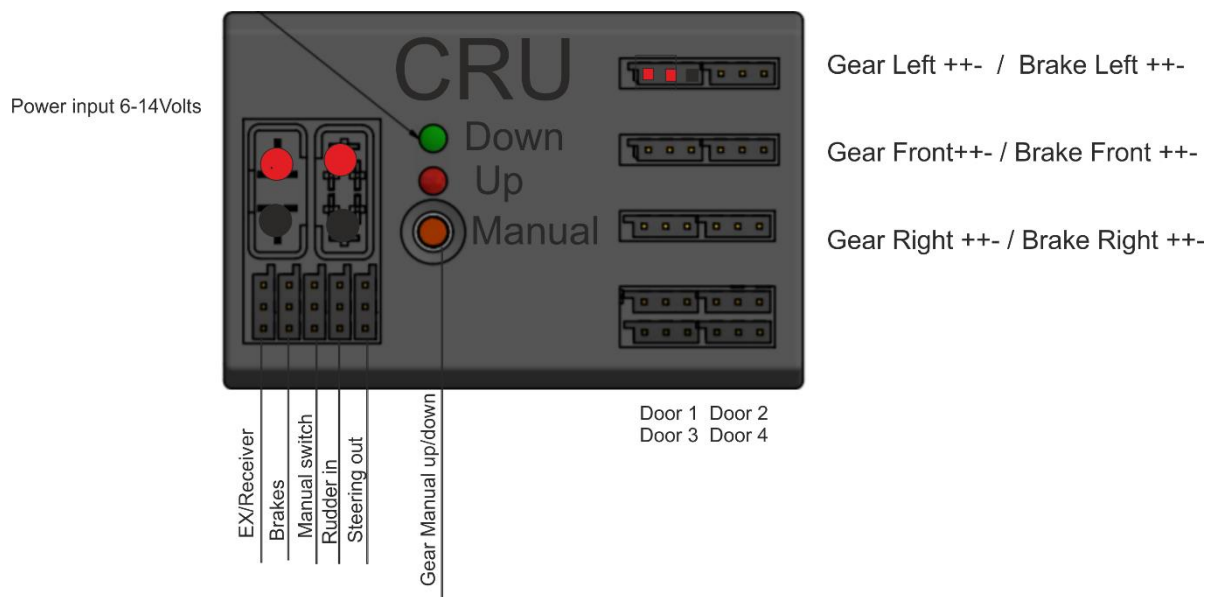 CRU
Gear Left ++-  /  Brake Left ++-
Power input 6-14Volts
Down
Gear Front++- / Brake Front ++-
Up
Manual
Gear Right ++- / Brake Right ++-
Door 1  Door 2
Door 3  Door 4
EX/Receiver
Brakes
Manual switch
Rudder in
Steering out
Gear Manual up/down